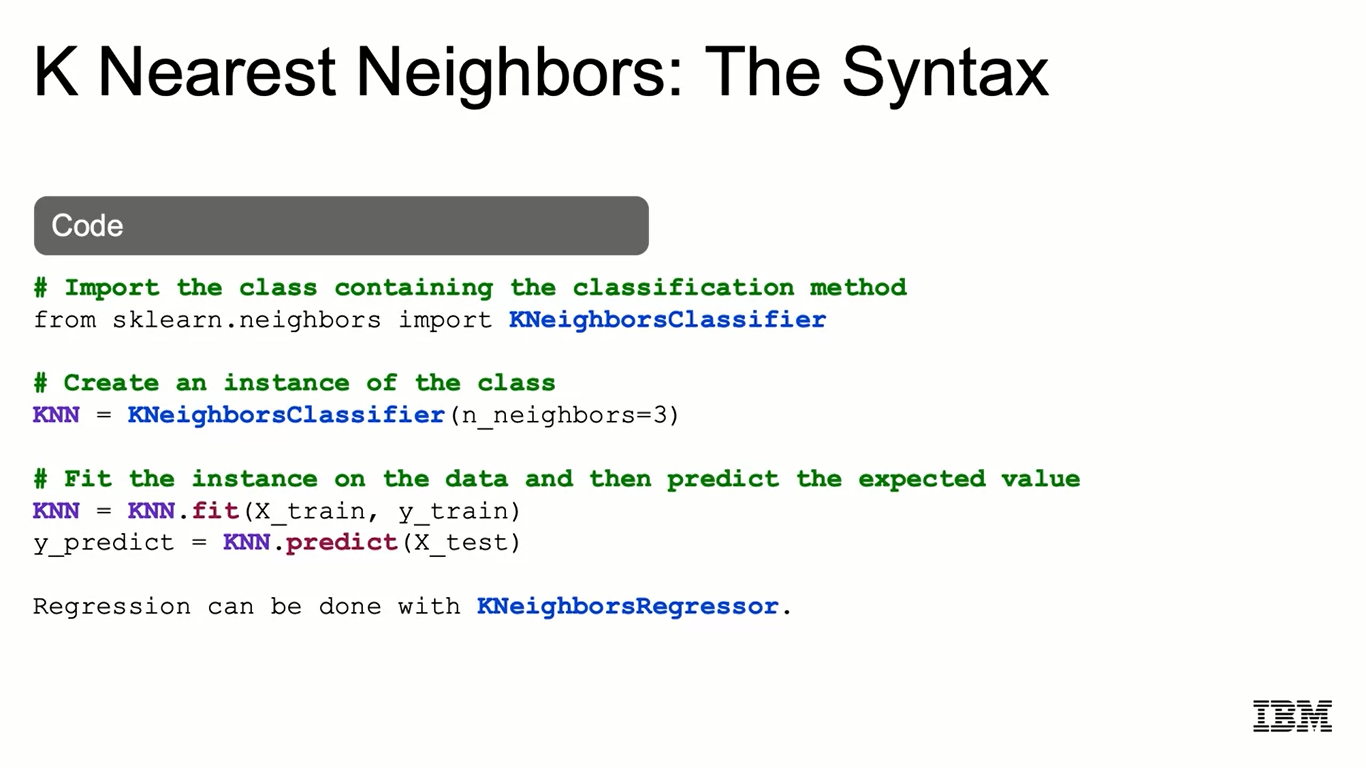 K Nearest Neighbors: The Syntax
Code
# Import the class containing the classification method
from sklearn.neighbors import KNeighborsClassifier
# Create an instance of the class
KNN = KNeighborsClassifier(n_neighbors=3)
# Fit the instance on the data and then predict the expected value
KNN = KNN.fit(X_train, y_train)
y_predict = KNN.predict(X_test)
Regression can be done with KNeighborsRegressor.
IBM